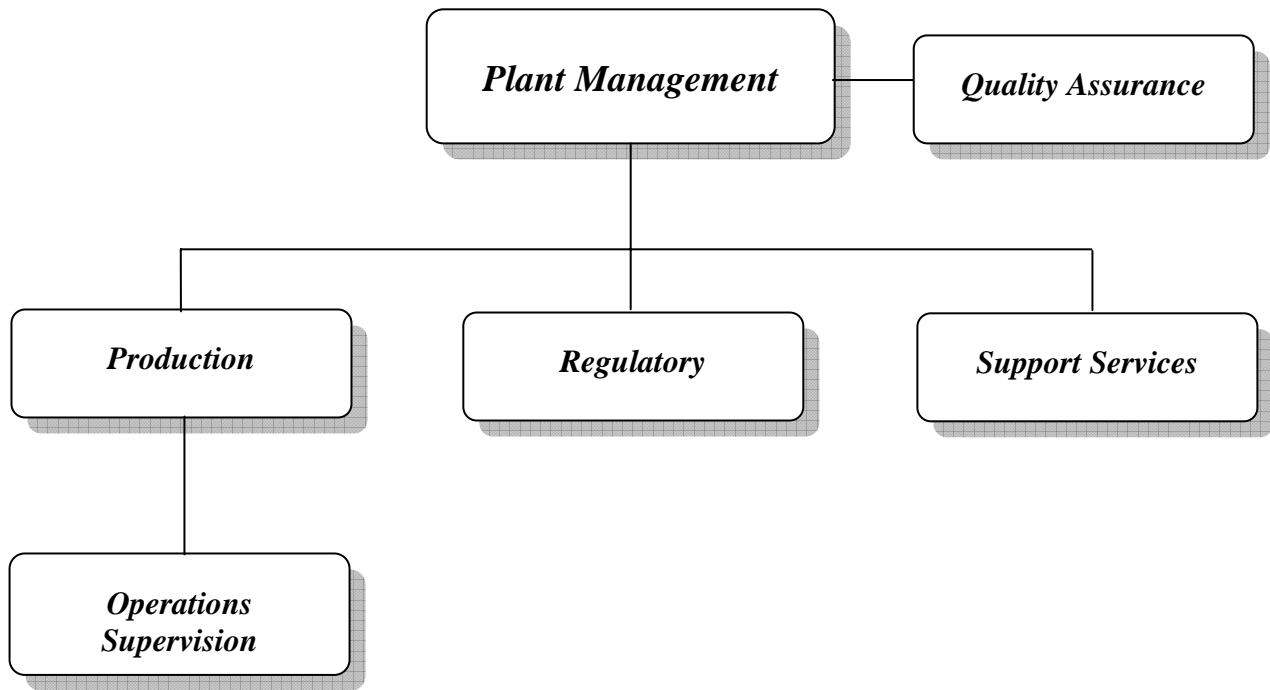 Plant Management
Quality Assurance
Production
Regulatory
Support Services
Operations
Supervision